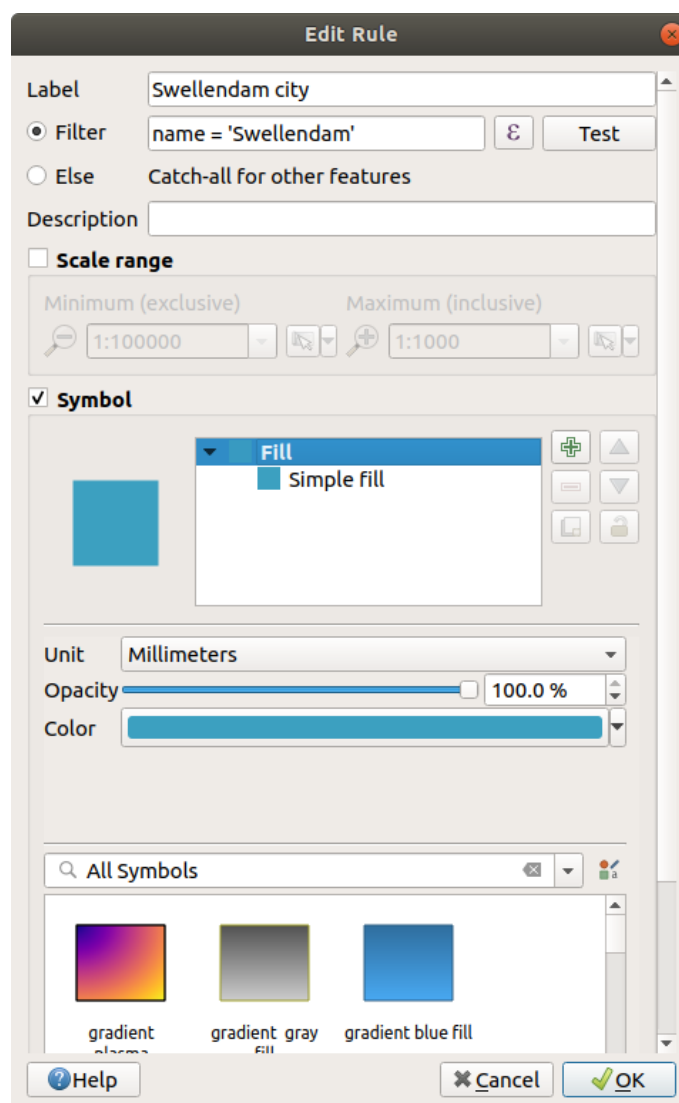 Edit Rule
Label Swellendam city
Filter name = 'Swellendam' ε Test
Else Catch-all for other features
Description
Scale range
Minimum (exclusive) Maximum (inclusive)
1:100000 1:1000
Symbol
Fill
Simple fill
Unit Millimeters
Opacity 100.0 %
Color
All Symbols
gradient gradient gray gradient blue fill
plasma fill
Help Cancel OK